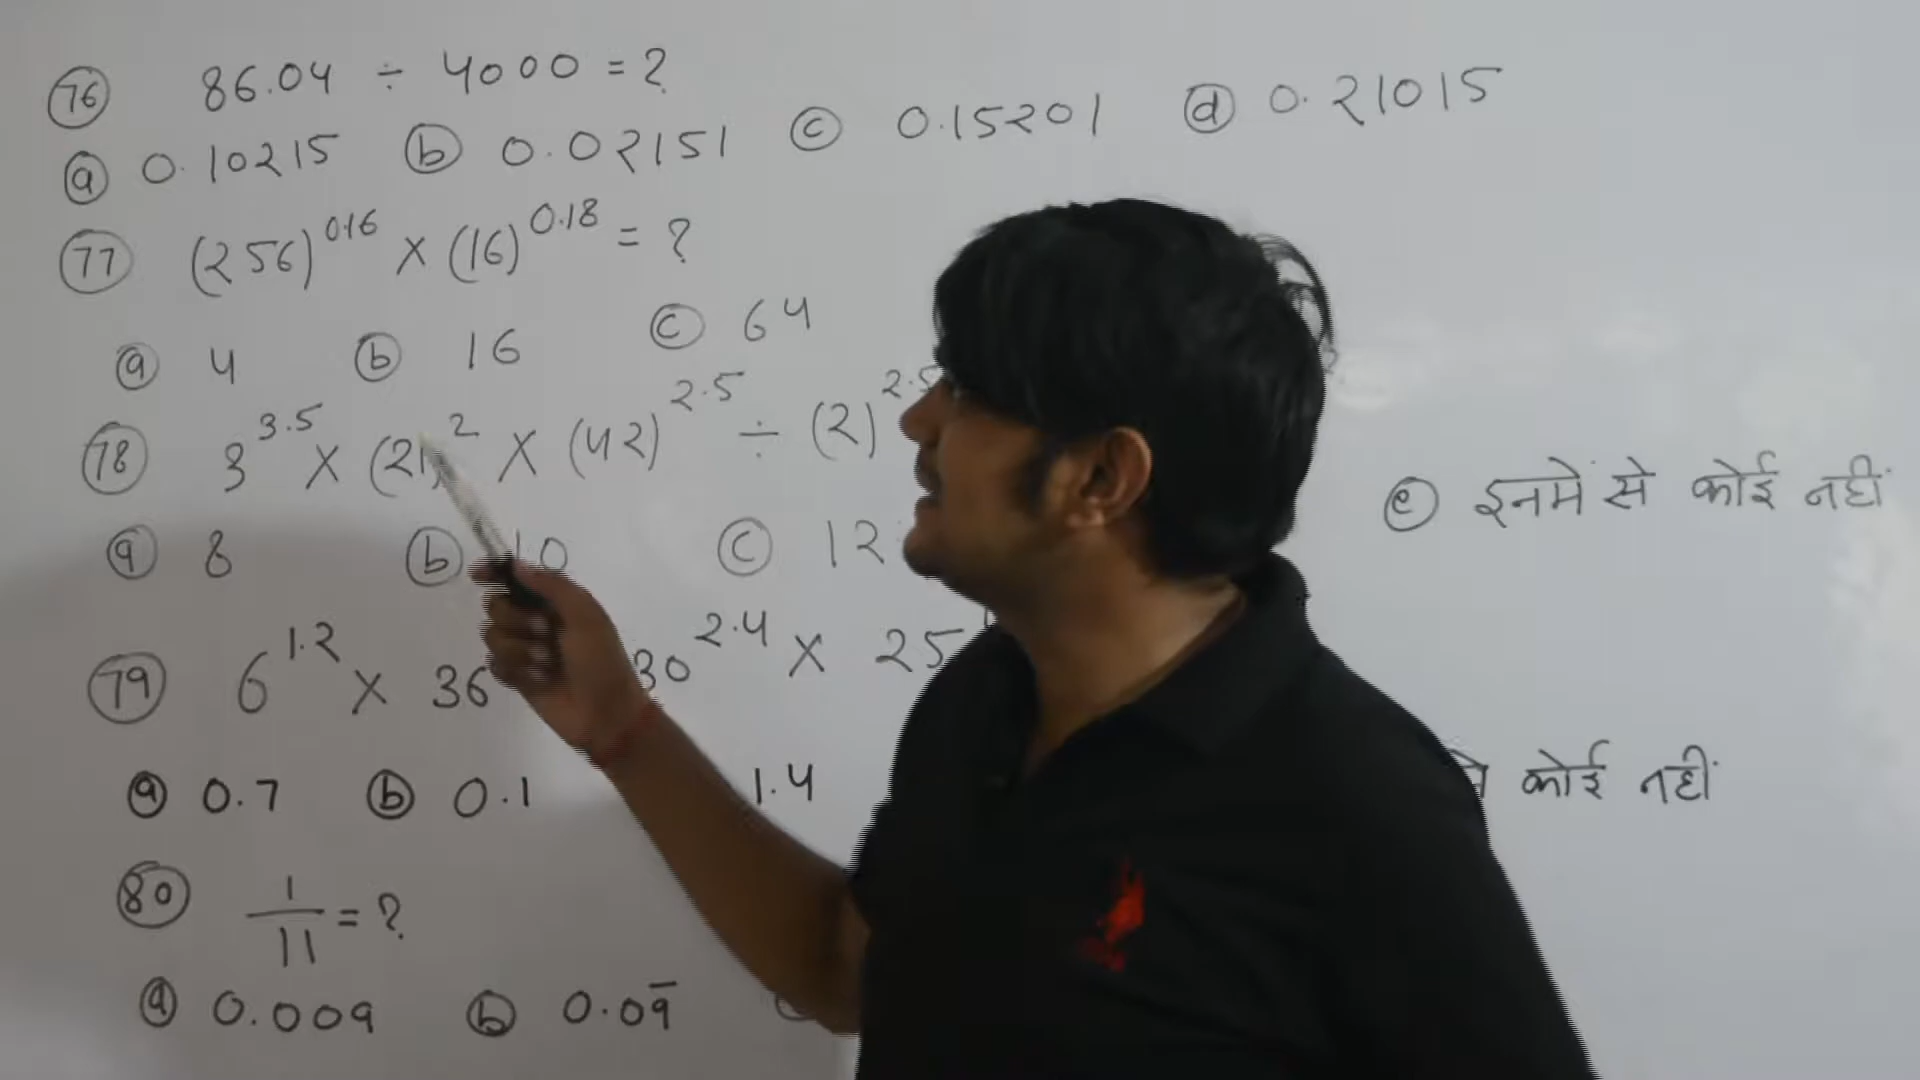 76 86.04 ÷ 4000 = ?
a 0.10215 b 0.02151 c 0.15201 d 0.21015
77 (256)^0.16 × (16)^0.18 = ?
a 4 b 16 c 64
78 3^3.5 × (21)^2 × (42)^2.5 ÷ (2)^2.5
a 8 b 10 c 12 e इनमें से कोई नहीं
79 6^1.2 × 36 30^2.4 × 25
a 0.7 b 0.1 1.4 कोई नहीं
80 1/11 = ?
a 0.009 b 0.09̅